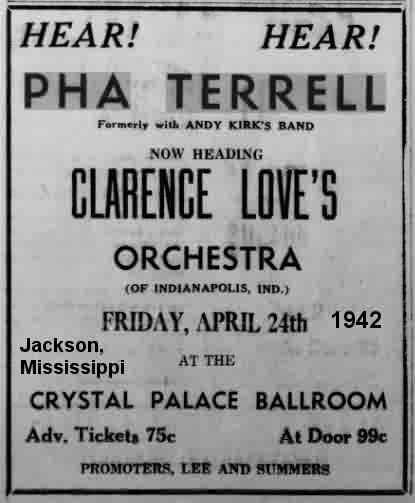 HEAR! HEAR!
PHA TERRELL
Formerly with ANDY KIRK'S BAND
NOW HEADING
CLARENCE LOVE'S
ORCHESTRA
(OF INDIANAPOLIS, IND.)
FRIDAY, APRIL 24th 1942
Jackson,
Mississippi
AT THE
CRYSTAL PALACE BALLROOM
Adv. Tickets 75c At Door 99c
PROMOTERS, LEE AND SUMMERS